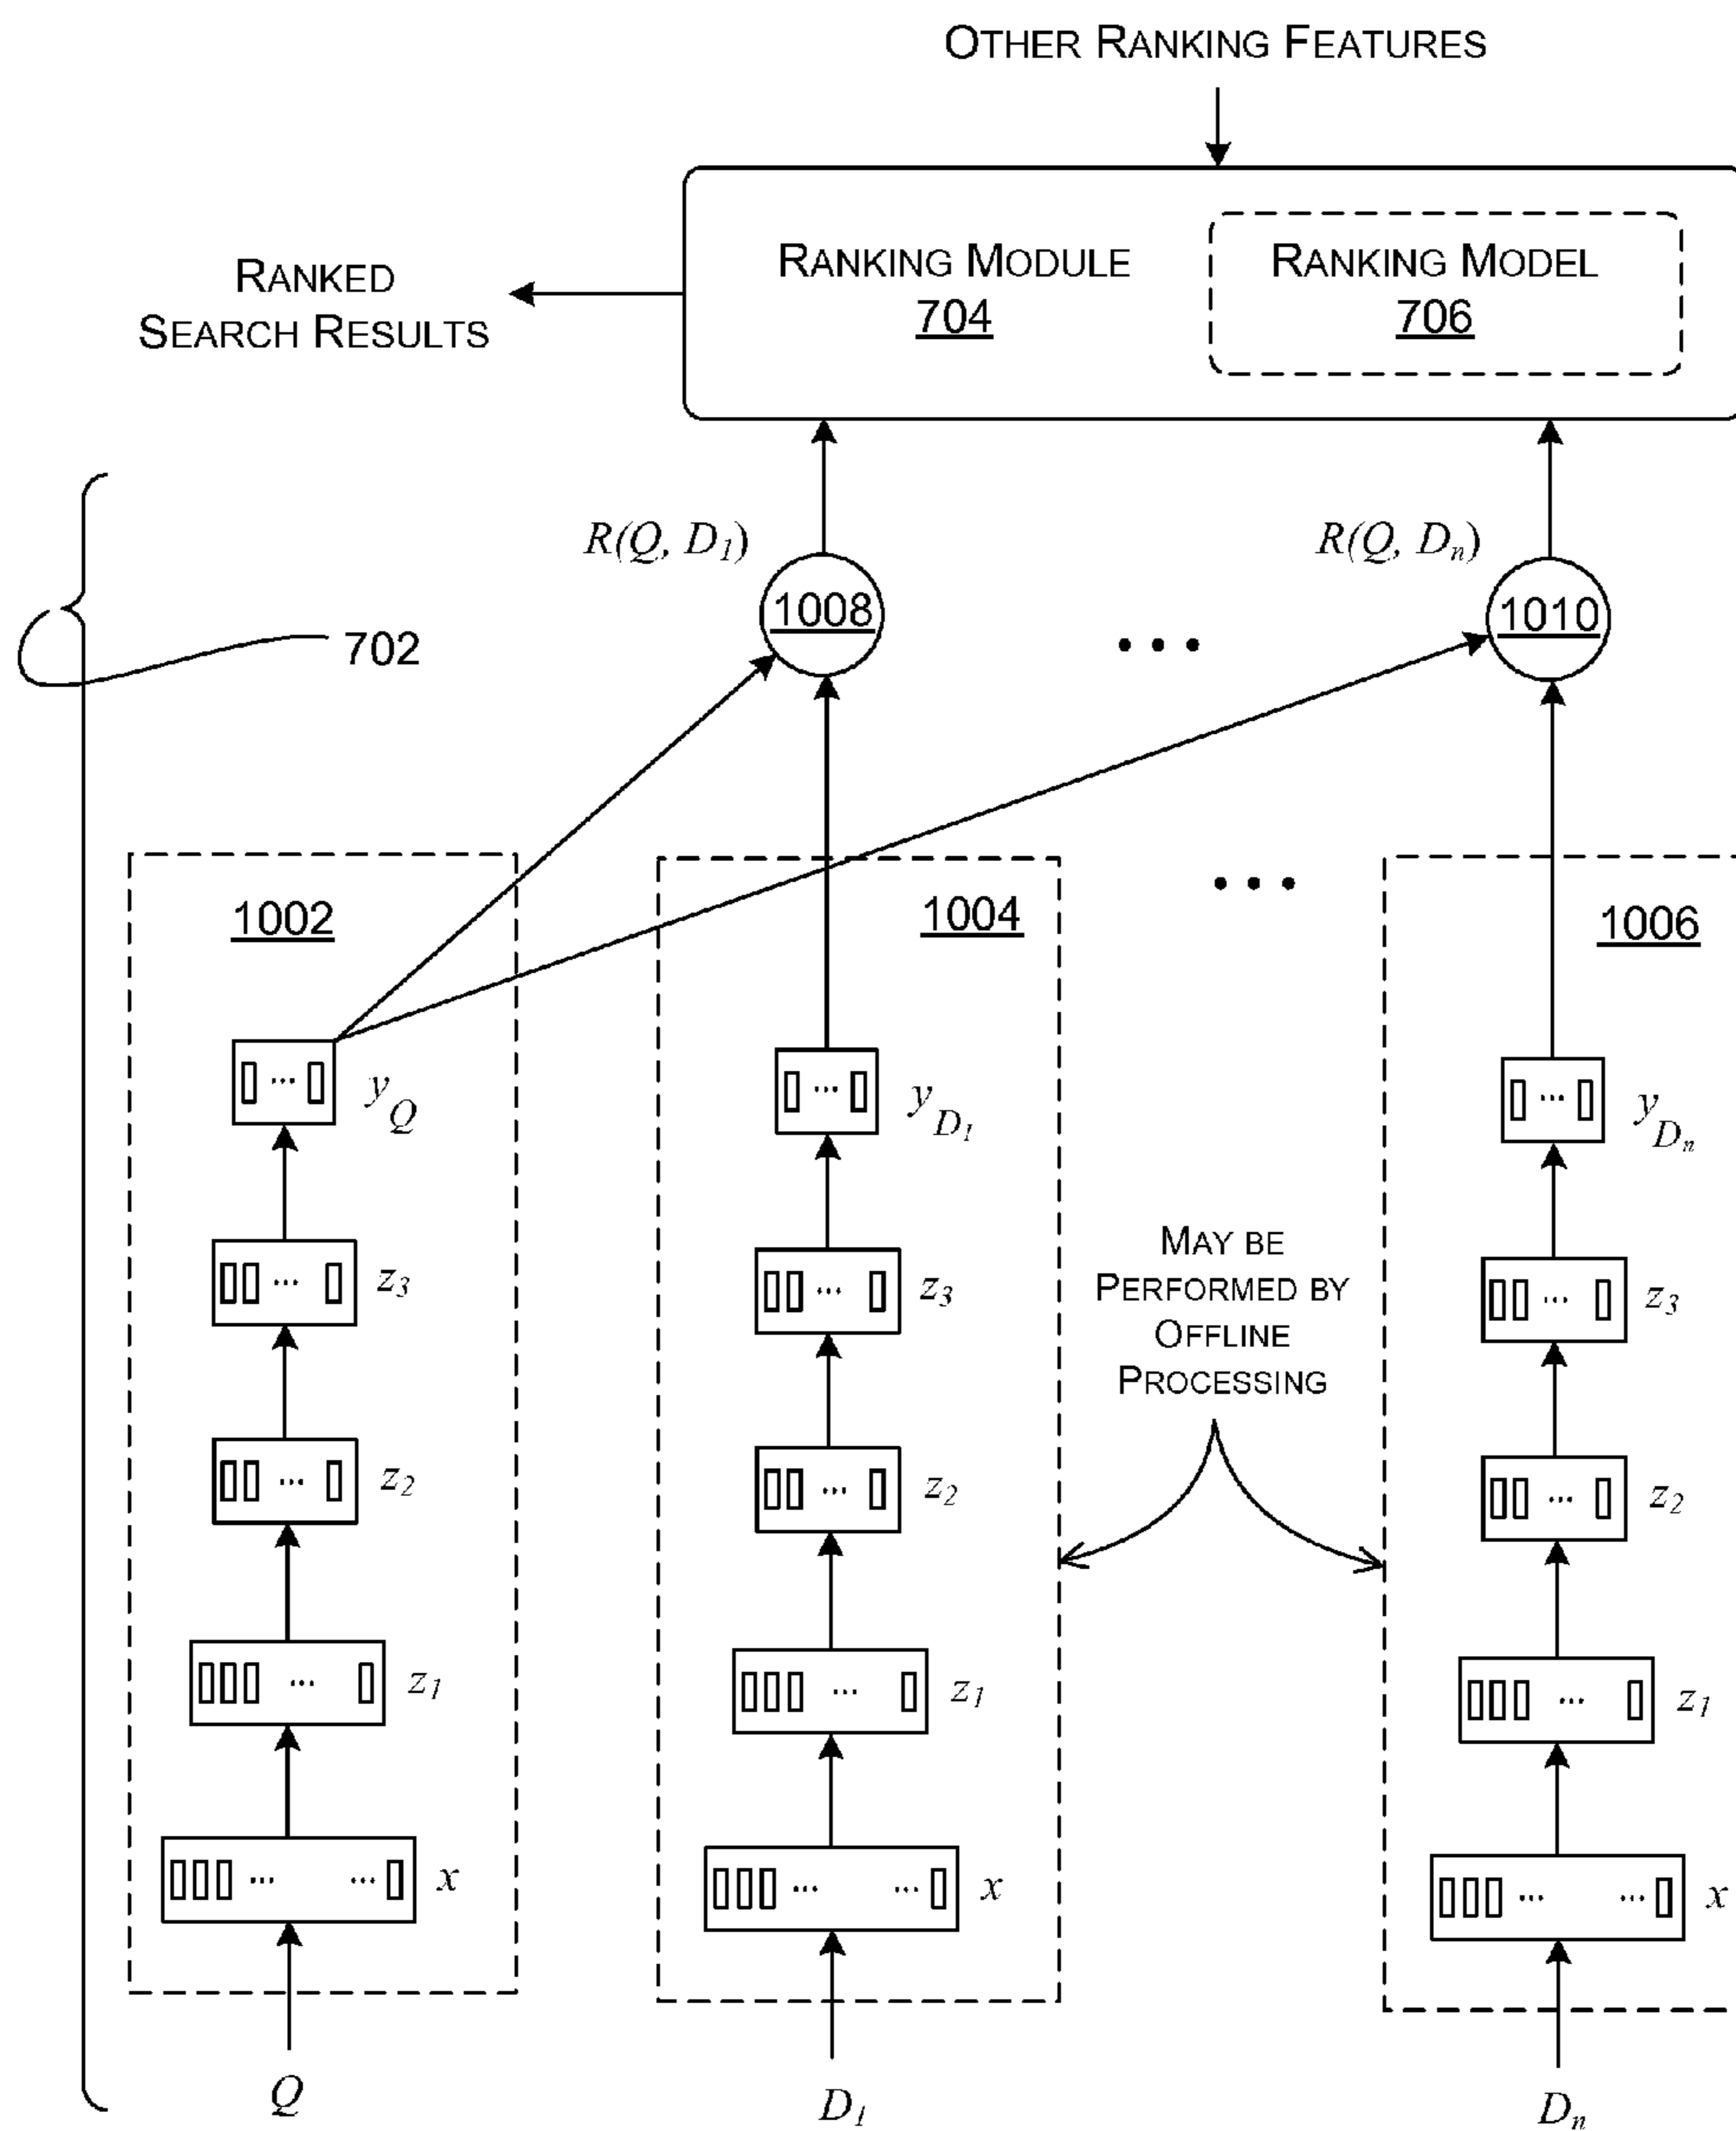 OTHER RANKING FEATURES
RANKING MODULE
704
RANKING MODEL
706
RANKED
SEARCH RESULTS
R(Q, D1)
R(Q, Dn)
1008
1010
...
702
1002
1004
...
1006
... yQ
... yD1
... yDn
... z3
... z3
... z3
MAY BE
PERFORMED BY
OFFLINE
PROCESSING
... z2
... z2
... z2
... z1
... z1
... z1
... ... x
... ... x
... ... x
Q
D1
Dn